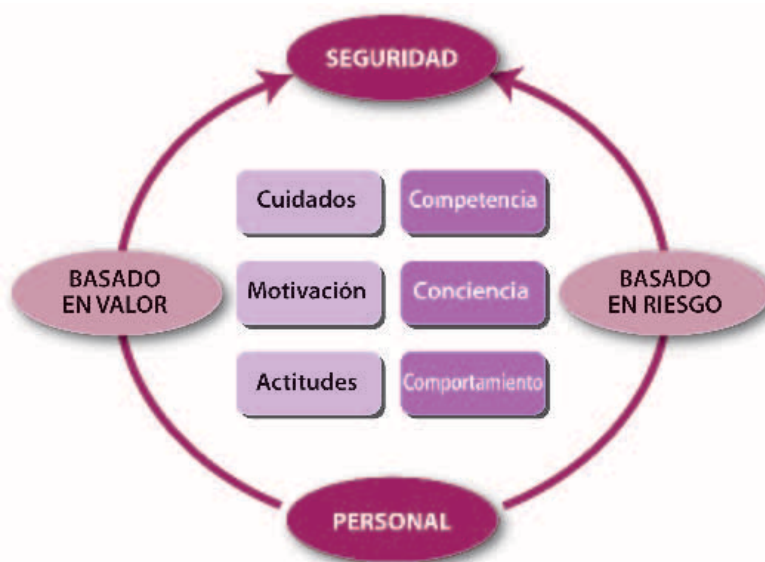 SEGURIDAD
Cuidados
Competencia
BASADO
EN VALOR
Motivación
Conciencia
BASADO
EN RIESGO
Actitudes
Comportamiento
PERSONAL